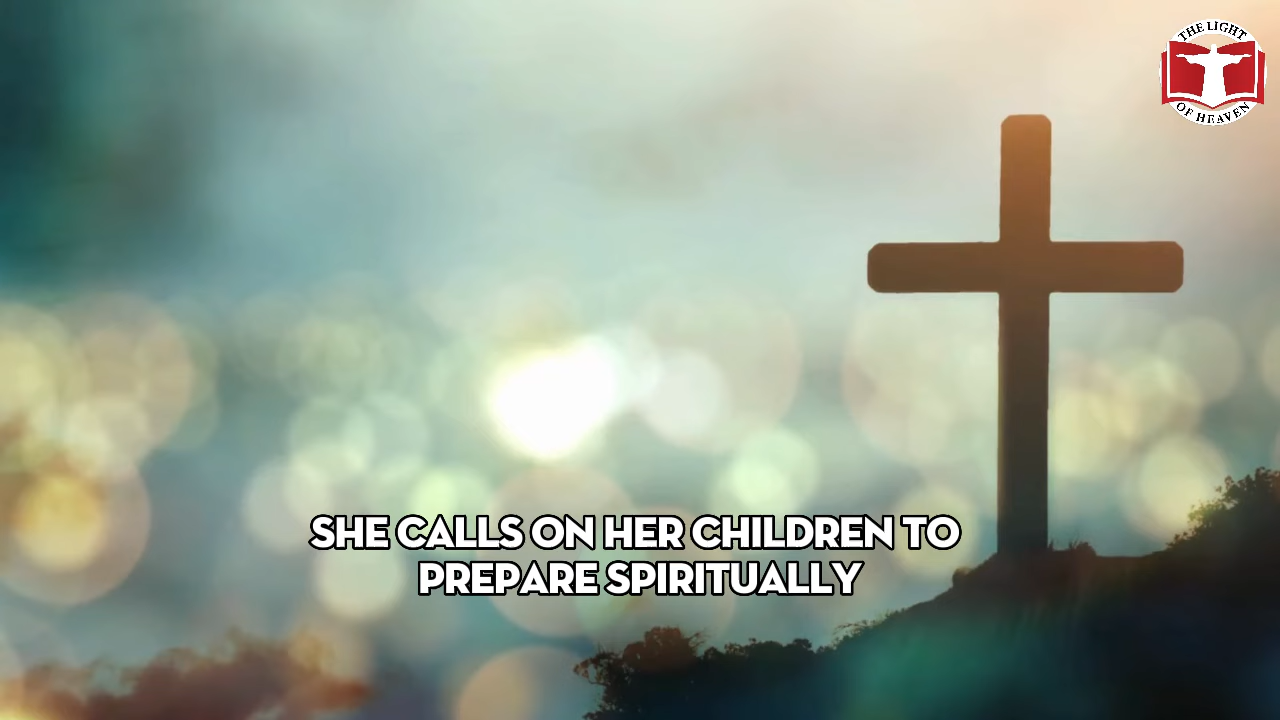 THE LIGHT
OF HEAVEN
SHE CALLS ON HER CHILDREN TO
PREPARE SPIRITUALLY